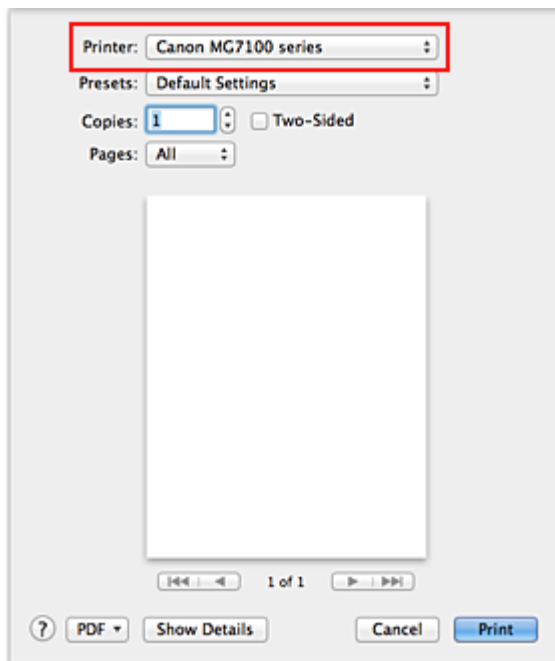 Printer: Canon MG7100 series
Presets: Default Settings
Copies: 1 Two-Sided
Pages: All
1 of 1
? PDF Show Details Cancel Print